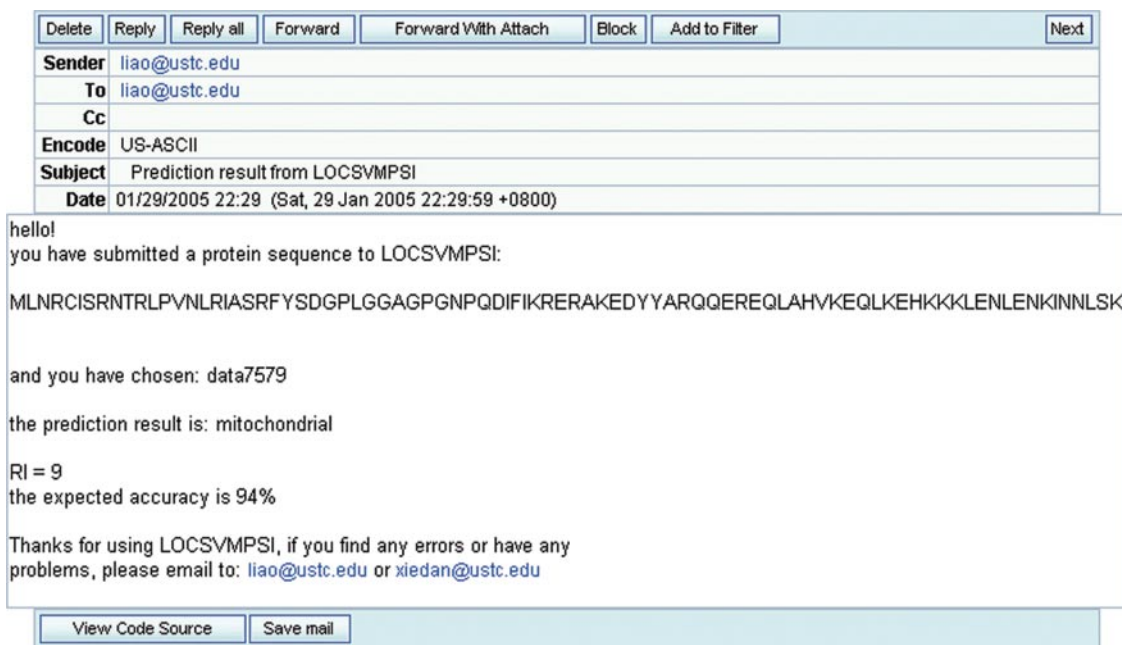 Delete Reply Reply all Forward Forward With Attach Block Add to Filter Next
Sender liao@ustc.edu
To liao@ustc.edu
Cc
Encode US-ASCII
Subject Prediction result from LOCSVMPSI
Date 01/29/2005 22:29 (Sat, 29 Jan 2005 22:29:59 +0800)
hello!
you have submitted a protein sequence to LOCSVMPSI:
MLNRCISRNTRLPVNLRIASRFYSDGPLGGAGPGNPQDIFIKRERAKEDYYARQQEREQLAHVKEQLKEHKKKLENLENKINNLSK
and you have chosen: data7579
the prediction result is: mitochondrial
RI = 9
the expected accuracy is 94%
Thanks for using LOCSVMPSI, if you find any errors or have any
problems, please email to: liao@ustc.edu or xiedan@ustc.edu
View Code Source Save mail